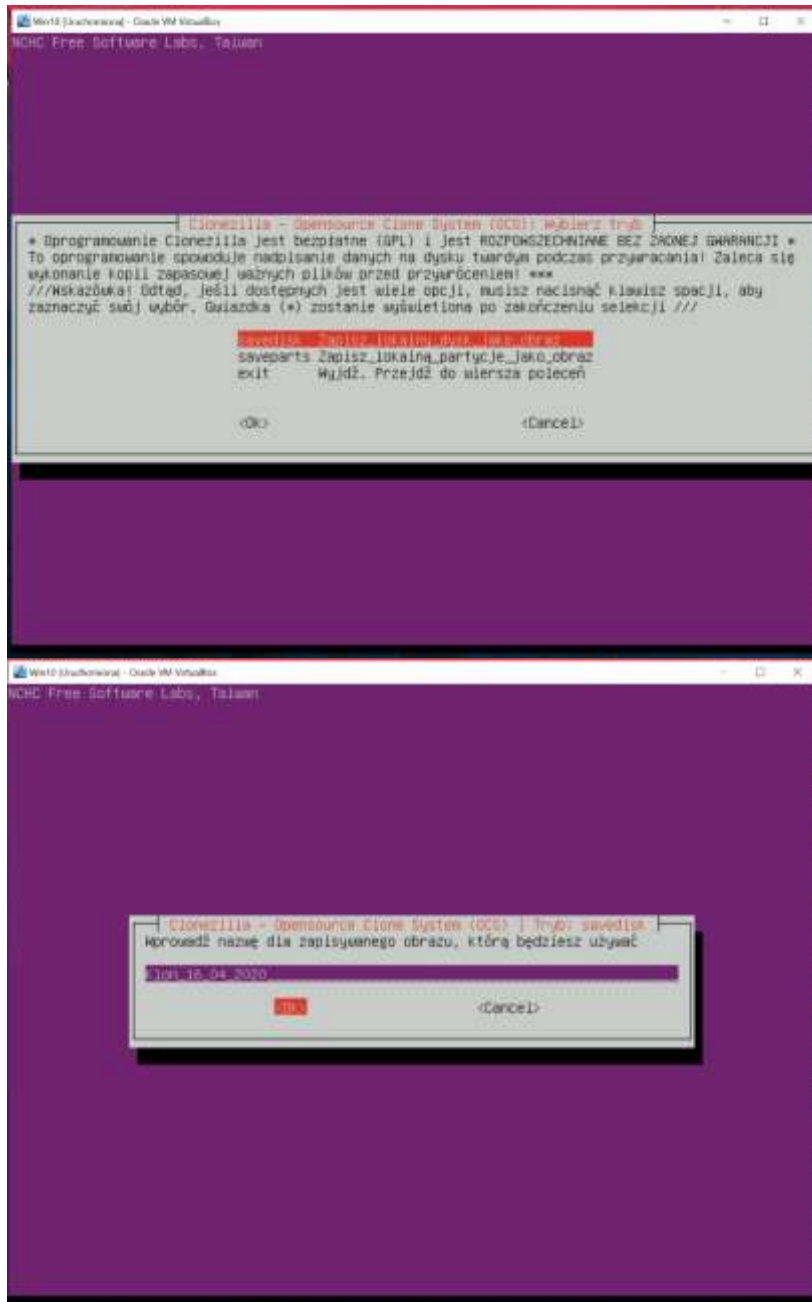 Win10 [Uruchomiona] - Oracle VM VirtualBox
NCHC Free Software Labs, Taiwan
Clonezilla - Opensource Clone System (OCS): Wybierz tryb
* Oprogramowanie Clonezilla jest bezpłatne (GPL) i jest ROZPOWSZECHNIANE BEZ ŻADNEJ GWARANCJI *
To oprogramowanie spowoduje nadpisanie danych na dysku twardym podczas przywracania! Zaleca się
wykonanie kopii zapasowej ważnych plików przed przywróceniem! ***
///Wskazówka! Odtąd, jeśli dostępnych jest wiele opcji, musisz nacisnąć klawisz spacji, aby
zaznaczyć swój wybór. Gwiazdka (*) zostanie wyświetlona po zakończeniu selekcji ///
savedisk Zapisz_lokalny_dysk_jako_obraz
saveparts Zapisz_lokalną_partycje_jako_obraz
exit Wyjdź. Przejdź do wiersza poleceń
<Ok> <Cancel>
Win10 [Uruchomiona] - Oracle VM VirtualBox
NCHC Free Software Labs, Taiwan
Clonezilla - Opensource Clone System (OCS) | Tryb: savedisk
Wprowadź nazwę dla zapisywanego obrazu, którą będziesz używać
Klon_16_04_2020
<Ok> <Cancel>